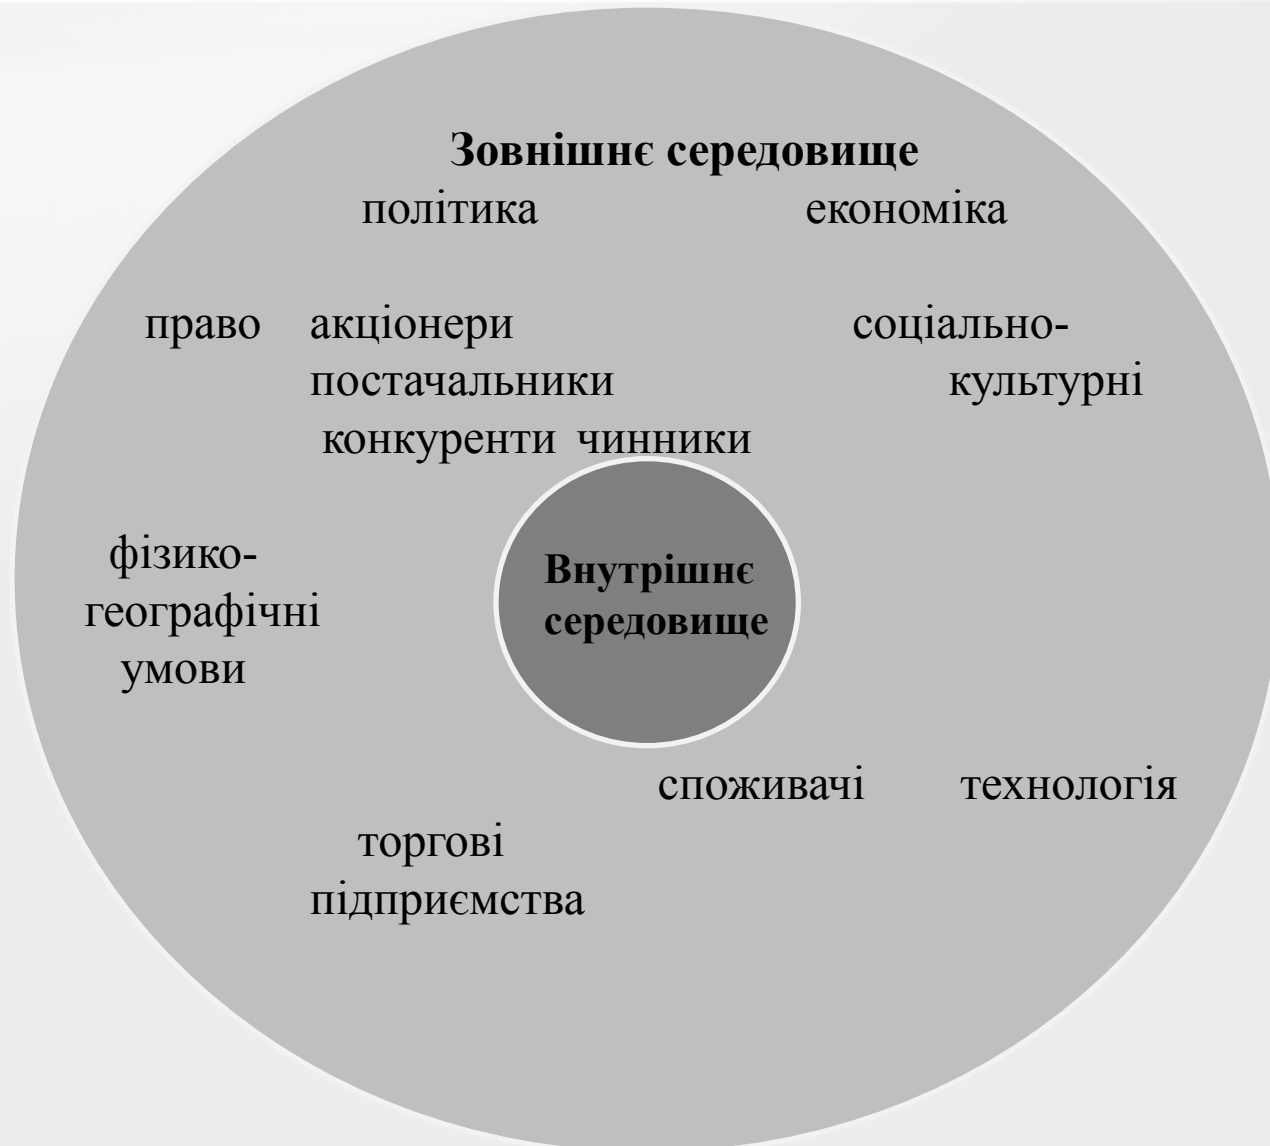 Зовнішнє середовище
політика економіка
право акціонери соціально-
постачальники культурні
конкуренти чинники
фізико-
географічні
умови
Внутрішнє
середовище
споживачі технологія
торгові
підприємства